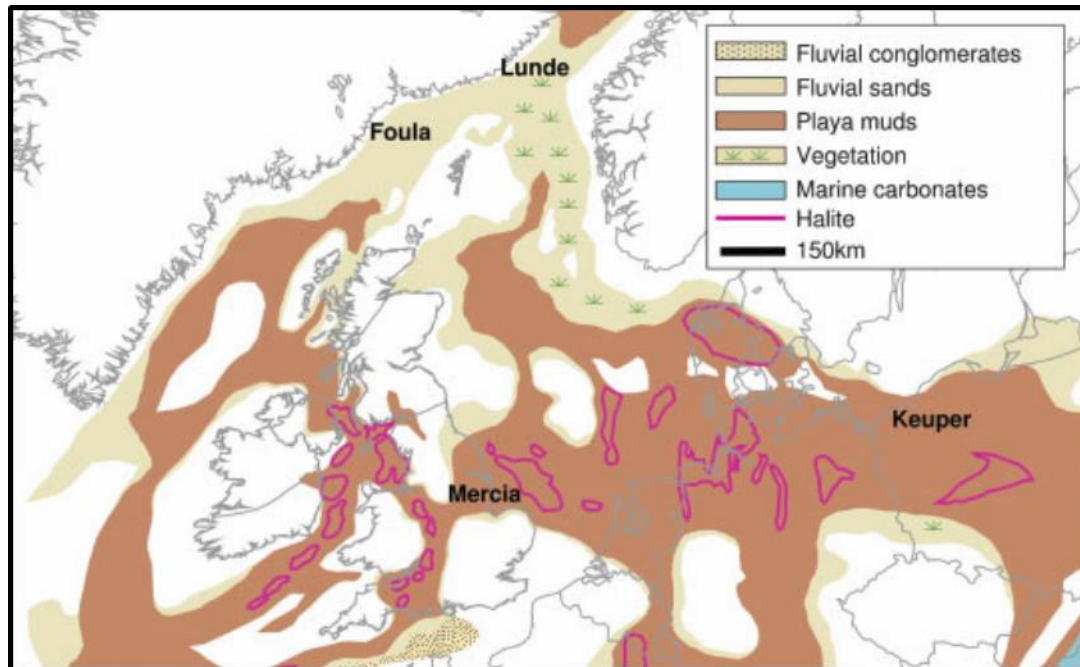 Lunde
Foula
Mercia
Keuper
Fluvial conglomerates
Fluvial sands
Playa muds
Vegetation
Marine carbonates
Halite
150km